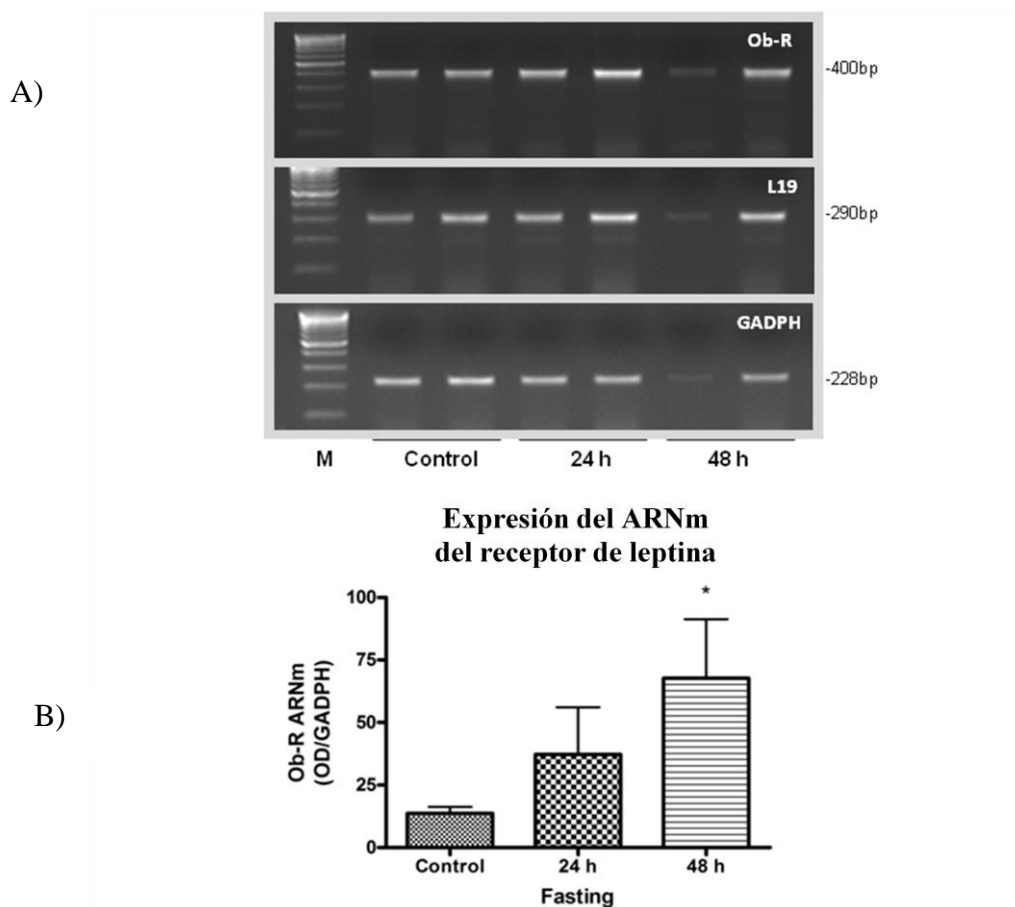 A)
Ob-R
-400bp
L19
-290bp
GADPH
-228bp
M Control 24 h 48 h
Expresión del ARNm
del receptor de leptina
B)
Ob-R ARNm
(OD/GADPH)
100
75
50
25
0
*
Control 24 h 48 h
Fasting